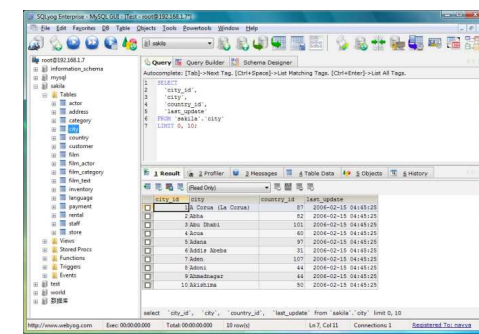 SQLyog Enterprise - MySQL GUI - [Test - root@192.168.1.7*]
File Edit Favorites DB Table Objects Tools Powertools Window Help
sakila
root@192.168.1.7
information_schema
mysql
sakila
Tables
actor
address
category
city
country
customer
film
film_actor
film_category
film_text
inventory
language
payment
rental
staff
store
Views
Stored Procs
Functions
Triggers
Events
test
world
数据库
Query Query Builder Schema Designer
Autocomplete: [Tab]->Next Tag. [Ctrl+Space]->List Matching Tags. [Ctrl+Enter]->List All Tags.
1 SELECT
2 `city_id`,
3 `city`,
4 `country_id`,
5 `last_update`
6 FROM `sakila`.`city`
7 LIMIT 0, 10;
1 Result 2 Profiler 3 Messages 4 Table Data 5 Objects 6 History
(Read Only)
city_id city country_id last_update
1 A Corua (La Corua) 87 2006-02-15 04:45:25
2 Abha 82 2006-02-15 04:45:25
3 Abu Dhabi 101 2006-02-15 04:45:25
4 Acua 60 2006-02-15 04:45:25
5 Adana 97 2006-02-15 04:45:25
6 Addis Abeba 31 2006-02-15 04:45:25
7 Aden 107 2006-02-15 04:45:25
8 Adoni 44 2006-02-15 04:45:25
9 Ahmadnagar 44 2006-02-15 04:45:25
10 Akishima 50 2006-02-15 04:45:25
select `city_id`, `city`, `country_id`, `last_update` from `sakila`.`city` limit 0, 10
http://www.webyog.com Exec: 00:00:00:000 Total: 00:00:00:000 10 row(s) Ln 7, Col 11 Connections: 1 Registered To: navya